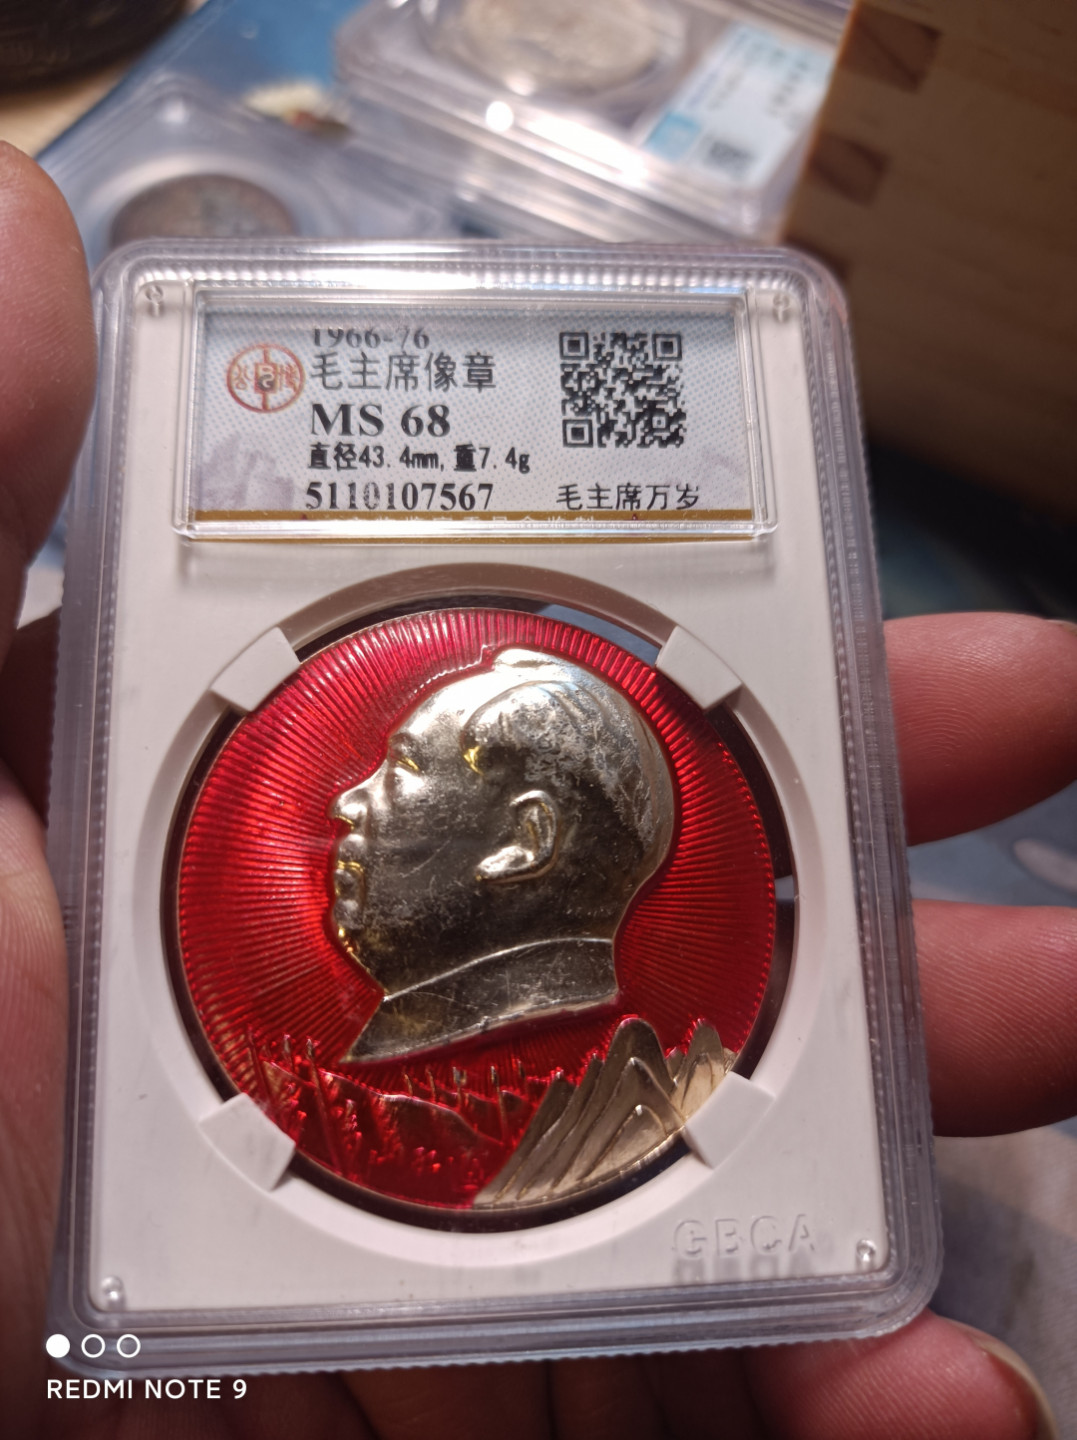 1966-76
毛主席像章
MS 68
直径43.4mm,重7.4g
5110107567
毛主席万岁
GBCA
REDMI NOTE 9